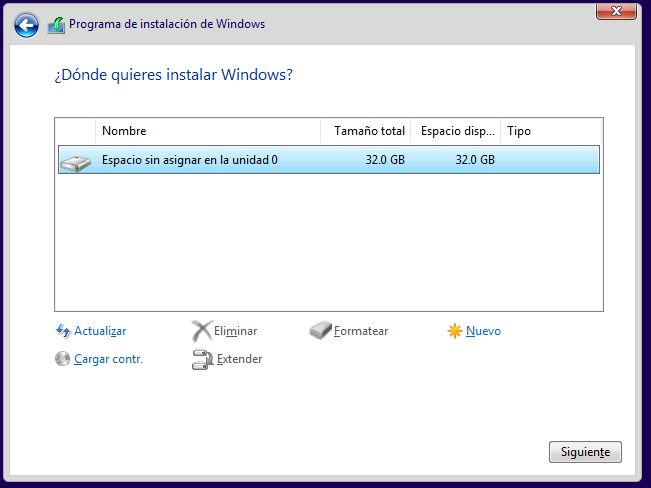 Programa de instalación de Windows
¿Dónde quieres instalar Windows?
Nombre Tamaño total Espacio disp... Tipo
Espacio sin asignar en la unidad 0 32.0 GB 32.0 GB
Actualizar Eliminar Formatear Nuevo
Cargar contr. Extender
Siguiente